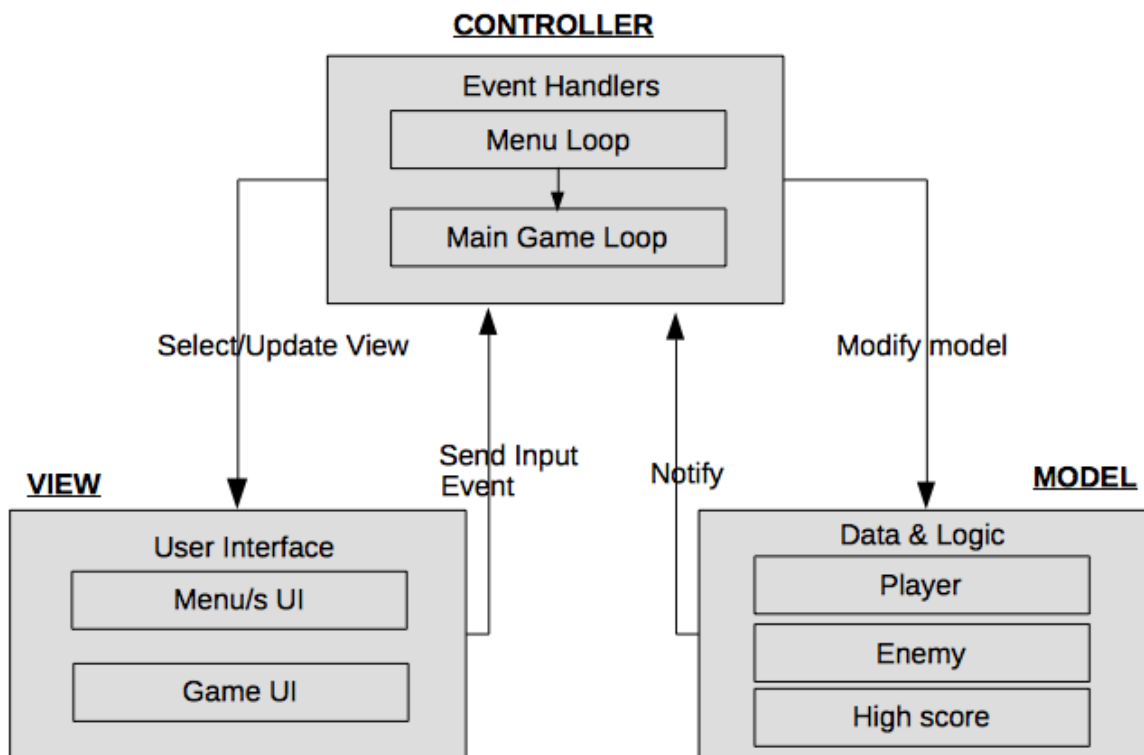 CONTROLLER
Event Handlers
Menu Loop
Main Game Loop
Select/Update View
Modify model
Send Input
Event
Notify
VIEW
MODEL
User Interface
Menu/s UI
Game UI
Data & Logic
Player
Enemy
High score